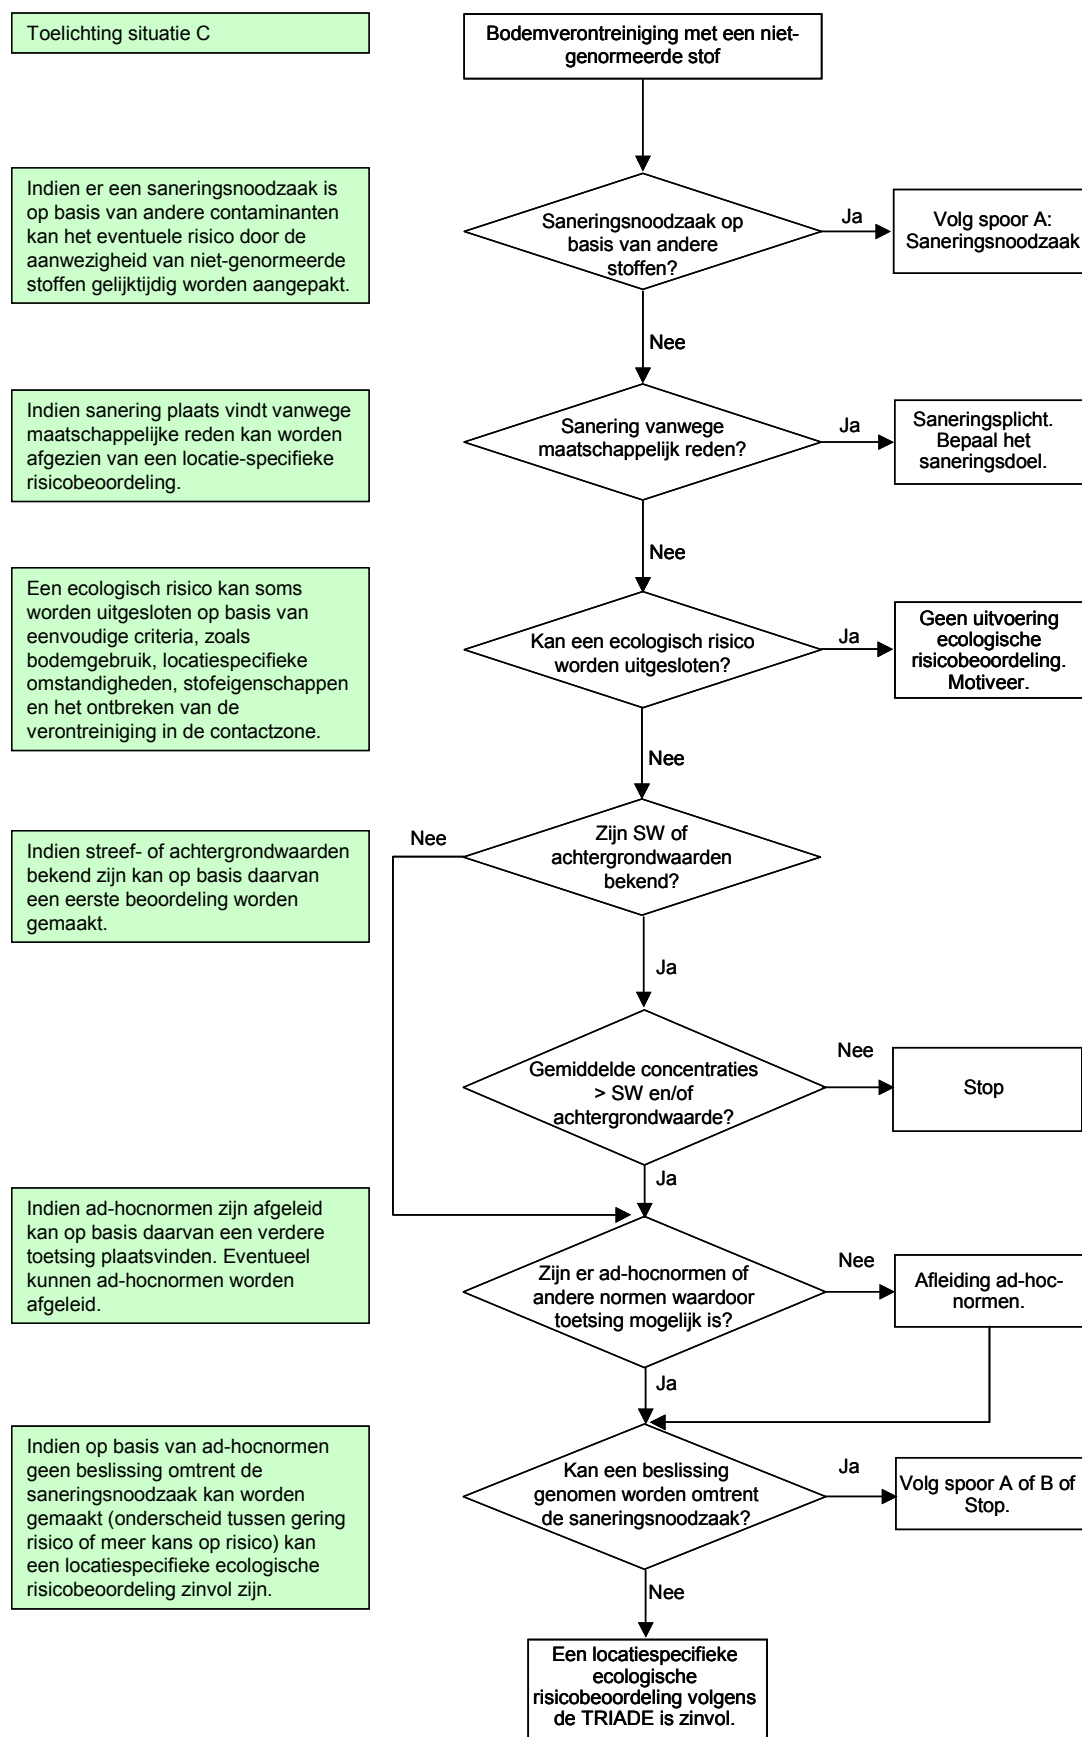 Toelichting situatie C
Bodemverontreiniging met een niet-
genormeerde stof
Indien er een saneringsnoodzaak is
op basis van andere contaminanten
kan het eventuele risico door de
aanwezigheid van niet-genormeerde
stoffen gelijktijdig worden aangepakt.
Saneringsnoodzaak op
basis van andere
stoffen?
Ja
Volg spoor A:
Saneringsnoodzaak
Nee
Indien sanering plaats vindt vanwege
maatschappelijke reden kan worden
afgezien van een locatie-specifieke
risicobeoordeling.
Sanering vanwege
maatschappelijk reden?
Ja
Saneringsplicht.
Bepaal het
saneringsdoel.
Nee
Een ecologisch risico kan soms
worden uitgesloten op basis van
eenvoudige criteria, zoals
bodemgebruik, locatiespecifieke
omstandigheden, stofeigenschappen
en het ontbreken van de
verontreiniging in de contactzone.
Kan een ecologisch risico
worden uitgesloten?
Ja
Geen uitvoering
ecologische
risicobeoordeling.
Motiveer.
Nee
Indien streef- of achtergrondwaarden
bekend zijn kan op basis daarvan
een eerste beoordeling worden
gemaakt.
Nee
Zijn SW of
achtergrondwaarden
bekend?
Ja
Gemiddelde concentraties
> SW en/of
achtergrondwaarde?
Nee
Stop
Ja
Indien ad-hocnormen zijn afgeleid
kan op basis daarvan een verdere
toetsing plaatsvinden. Eventueel
kunnen ad-hocnormen worden
afgeleid.
Zijn er ad-hocnormen of
andere normen waardoor
toetsing mogelijk is?
Nee
Afleiding ad-hoc-
normen.
Ja
Indien op basis van ad-hocnormen
geen beslissing omtrent de
saneringsnoodzaak kan worden
gemaakt (onderscheid tussen gering
risico of meer kans op risico) kan
een locatiespecifieke ecologische
risicobeoordeling zinvol zijn.
Kan een beslissing
genomen worden omtrent
de saneringsnoodzaak?
Ja
Volg spoor A of B of
Stop.
Nee
Een locatiespecifieke
ecologische
risicobeoordeling volgens
de TRIADE is zinvol.